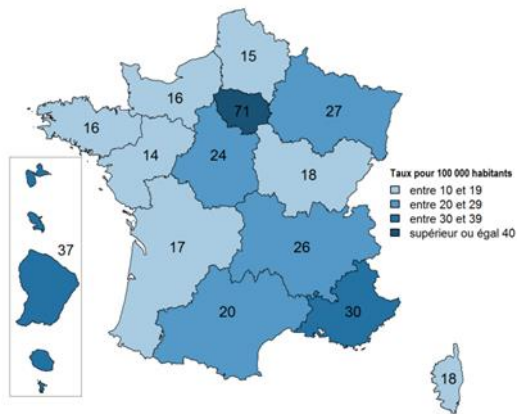 15
16
71
27
16
14
24
18
Taux pour 100 000 habitants
entre 10 et 19
entre 20 et 29
entre 30 et 39
supérieur ou égal 40
37
17
26
20
30
18